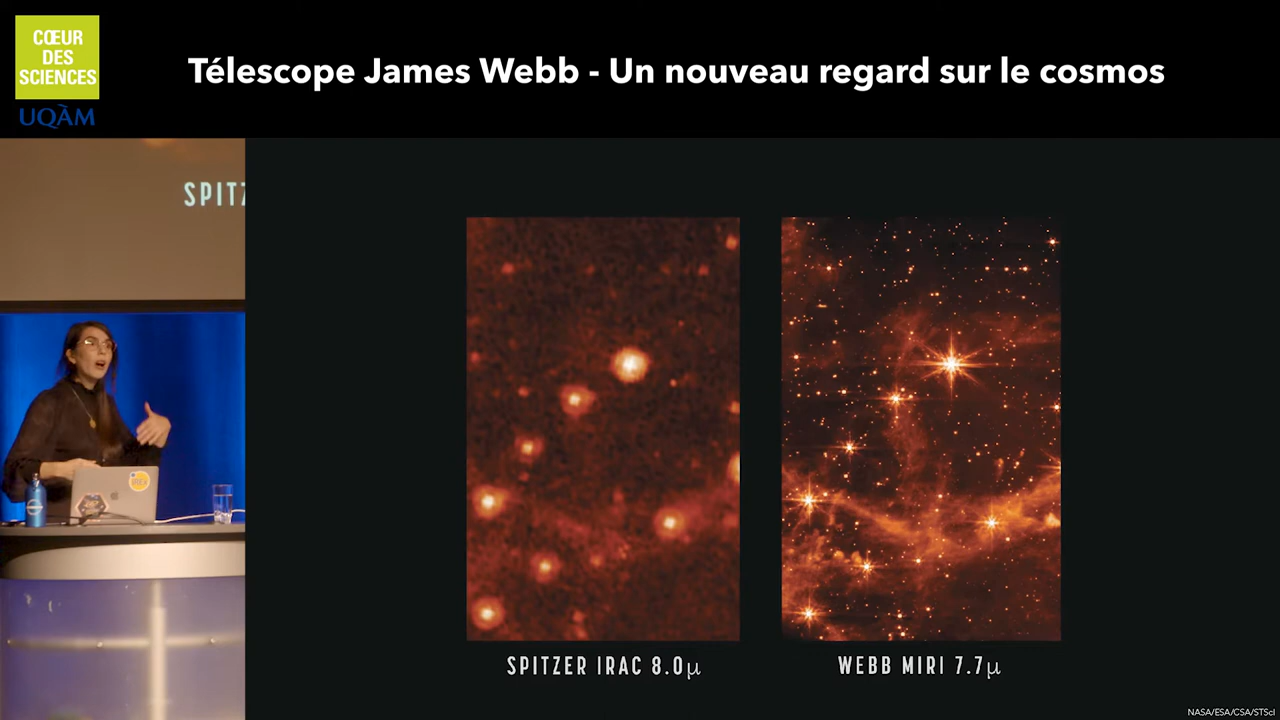 CŒUR
DES
SCIENCES
UQÀM
Télescope James Webb - Un nouveau regard sur le cosmos
SPITZ
SPITZER IRAC 8.0µ
WEBB MIRI 7.7µ
NASA/ESA/CSA/STScI